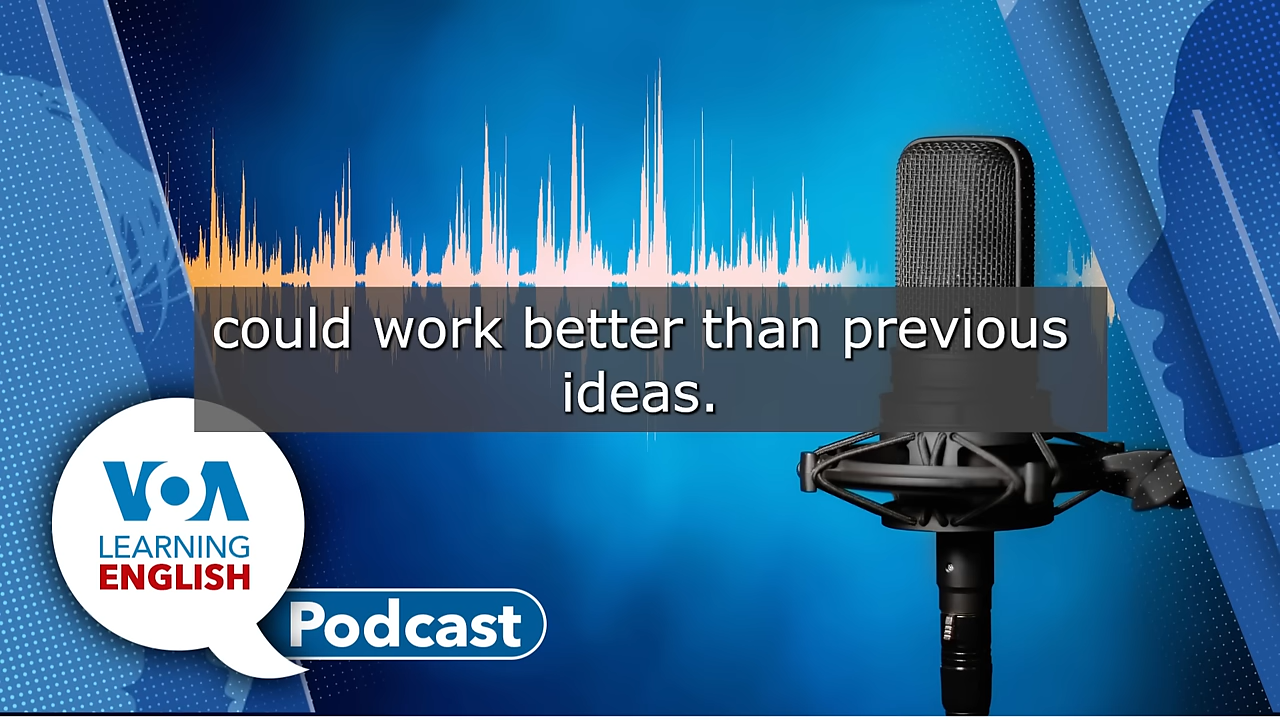 could work better than previous
ideas.
VOA
LEARNING
ENGLISH
Podcast